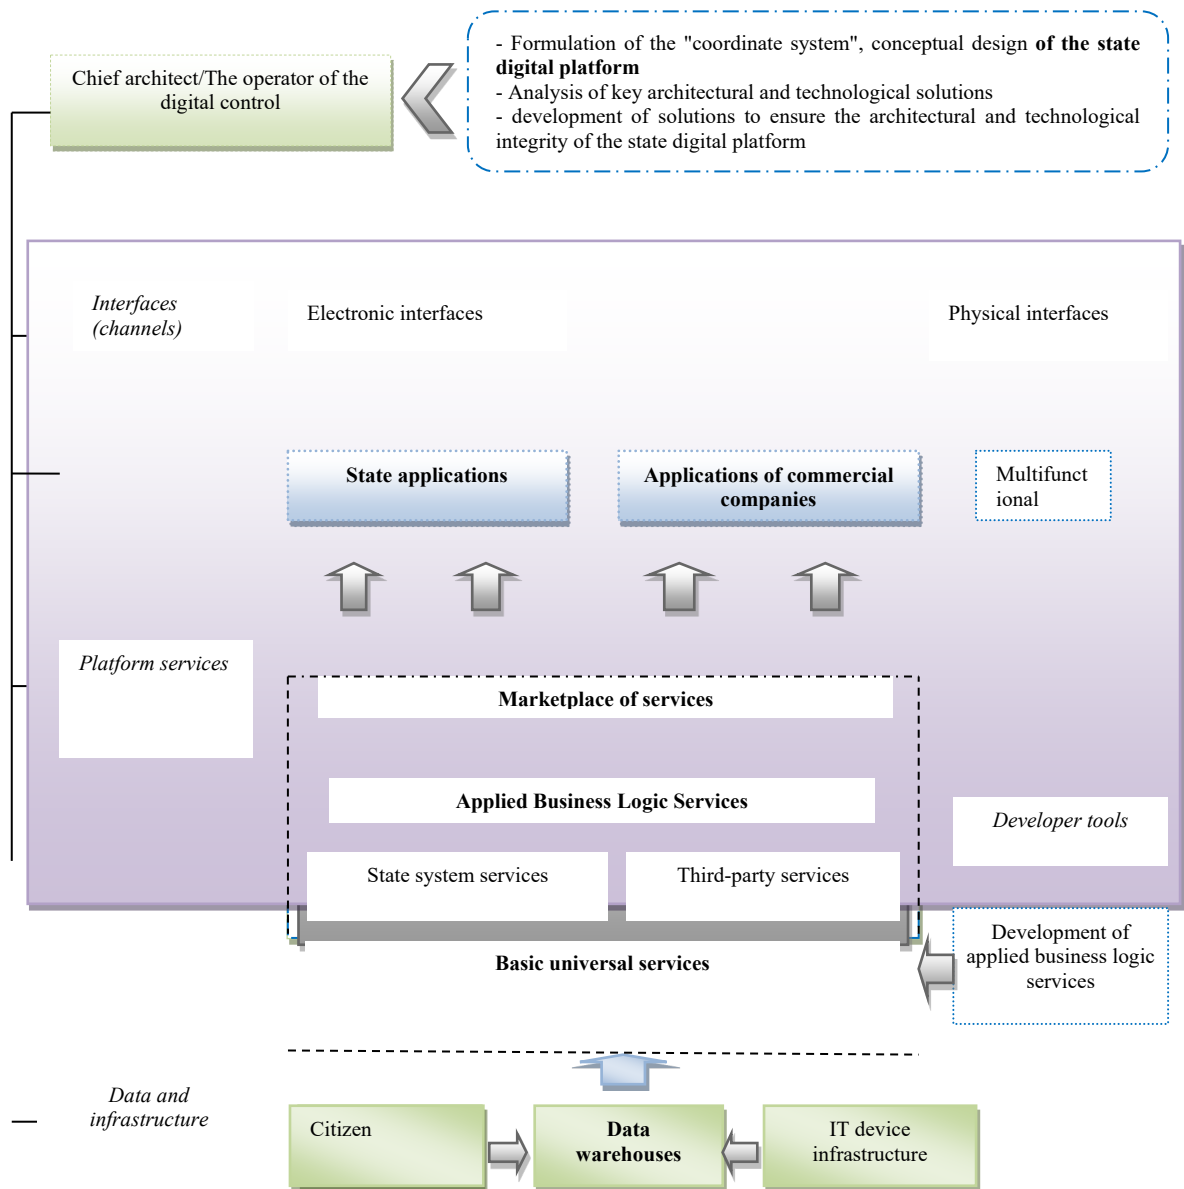 Chief architect/The operator of the
digital control
- Formulation of the "coordinate system", conceptual design of the state
digital platform
- Analysis of key architectural and technological solutions
- development of solutions to ensure the architectural and technological
integrity of the state digital platform
Interfaces
(channels)
Electronic interfaces
Physical interfaces
State applications
Applications of commercial
companies
Multifunct
ional
Platform services
Marketplace of services
Applied Business Logic Services
Developer tools
State system services
Third-party services
Basic universal services
Development of
applied business logic
services
Data and
infrastructure
Citizen
Data
warehouses
IT device
infrastructure